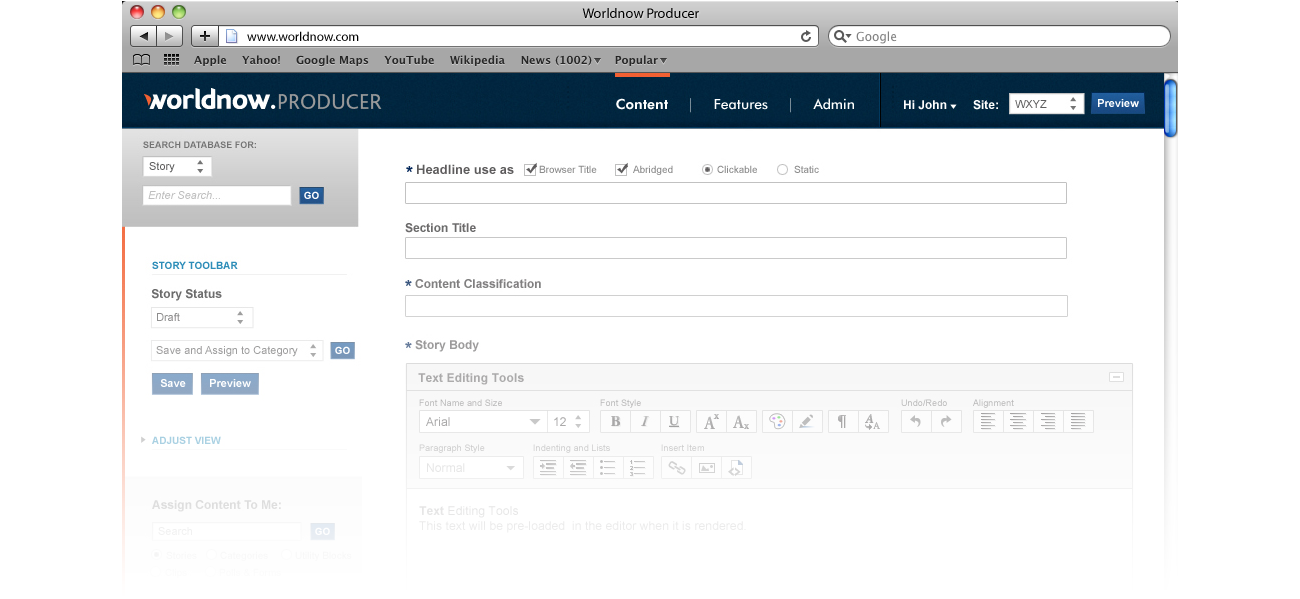 Worldnow Producer
www.worldnow.com
Google
Apple Yahoo! Google Maps YouTube Wikipedia News (1002) Popular
worldnow.PRODUCER
Content Features Admin Hi John Site: WXYZ Preview
SEARCH DATABASE FOR:
Story
Enter Search... GO
* Headline use as Browser Title Abridged Clickable Static
Section Title
STORY TOOLBAR
Story Status
Draft
Save and Assign to Category GO
Save Preview
* Content Classification
* Story Body
Text Editing Tools
Font Name and Size Font Style Undo/Redo Alignment
Arial 12 B I U
Paragraph Style Indenting and Lists Insert Item
Normal
ADJUST VIEW
Assign Content To Me:
Search GO
Text Editing Tools
This text will be pre-loaded in the editor when it is rendered.